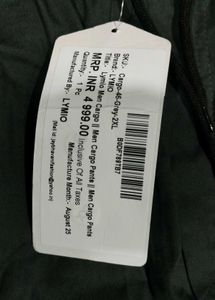 SKU:- Cargo-46-Grey-2XL
Brand:- LYMIO
Title:- Lymio Men Cargo || Men Cargo Pants || Men Cargo Pants
MRP. INR 4 999.00 Inclusive Of All Taxes
Quantity:- 1 Pc
Manufacture Month:- August 25
Manufactured By:- LYMIO
B0DF789TB7